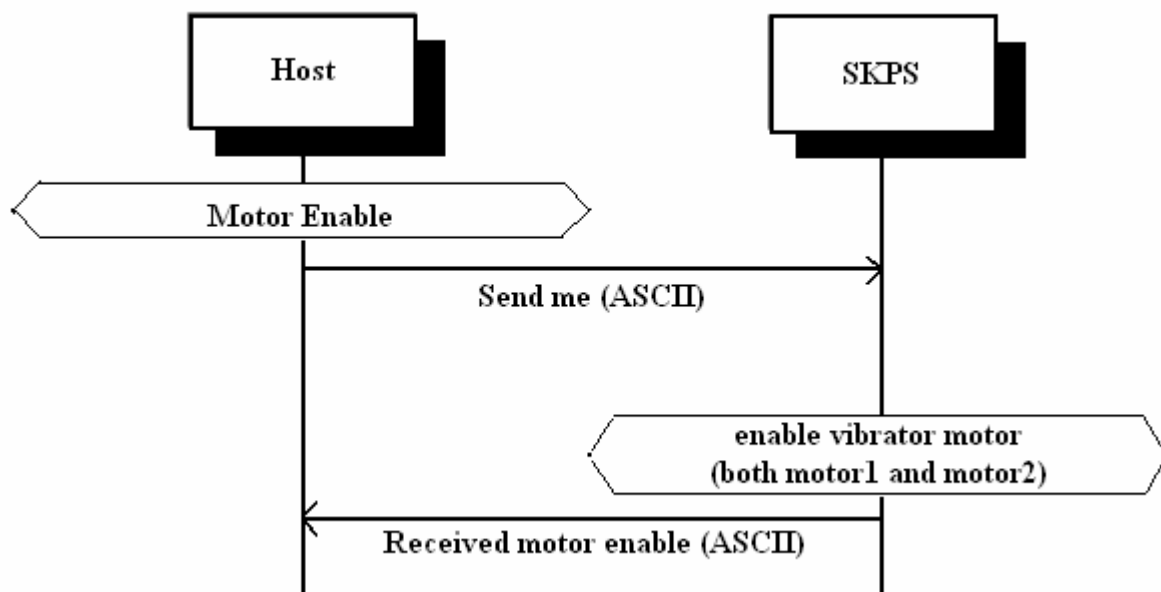 Host
SKPS
Motor Enable
Send me (ASCII)
enable vibrator motor
(both motor1 and motor2)
Received motor enable (ASCII)